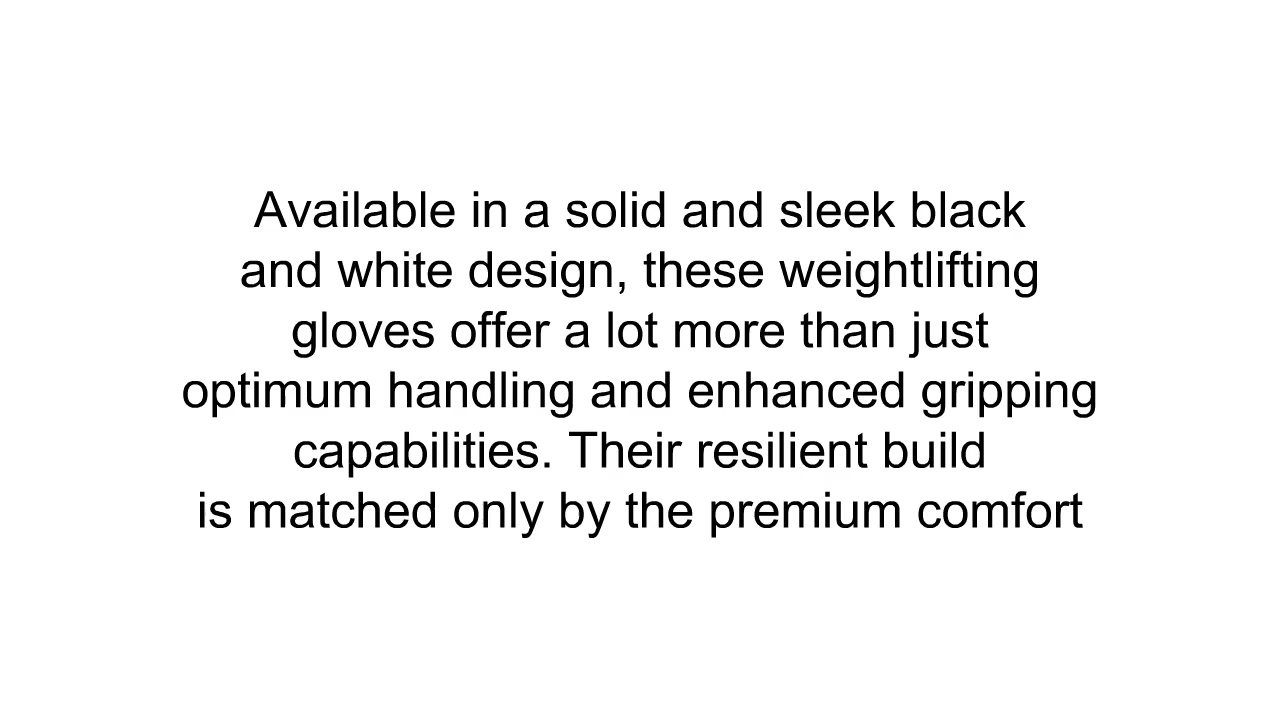 Available in a solid and sleek black
and white design, these weightlifting
gloves offer a lot more than just
optimum handling and enhanced gripping
capabilities. Their resilient build
is matched only by the premium comfort